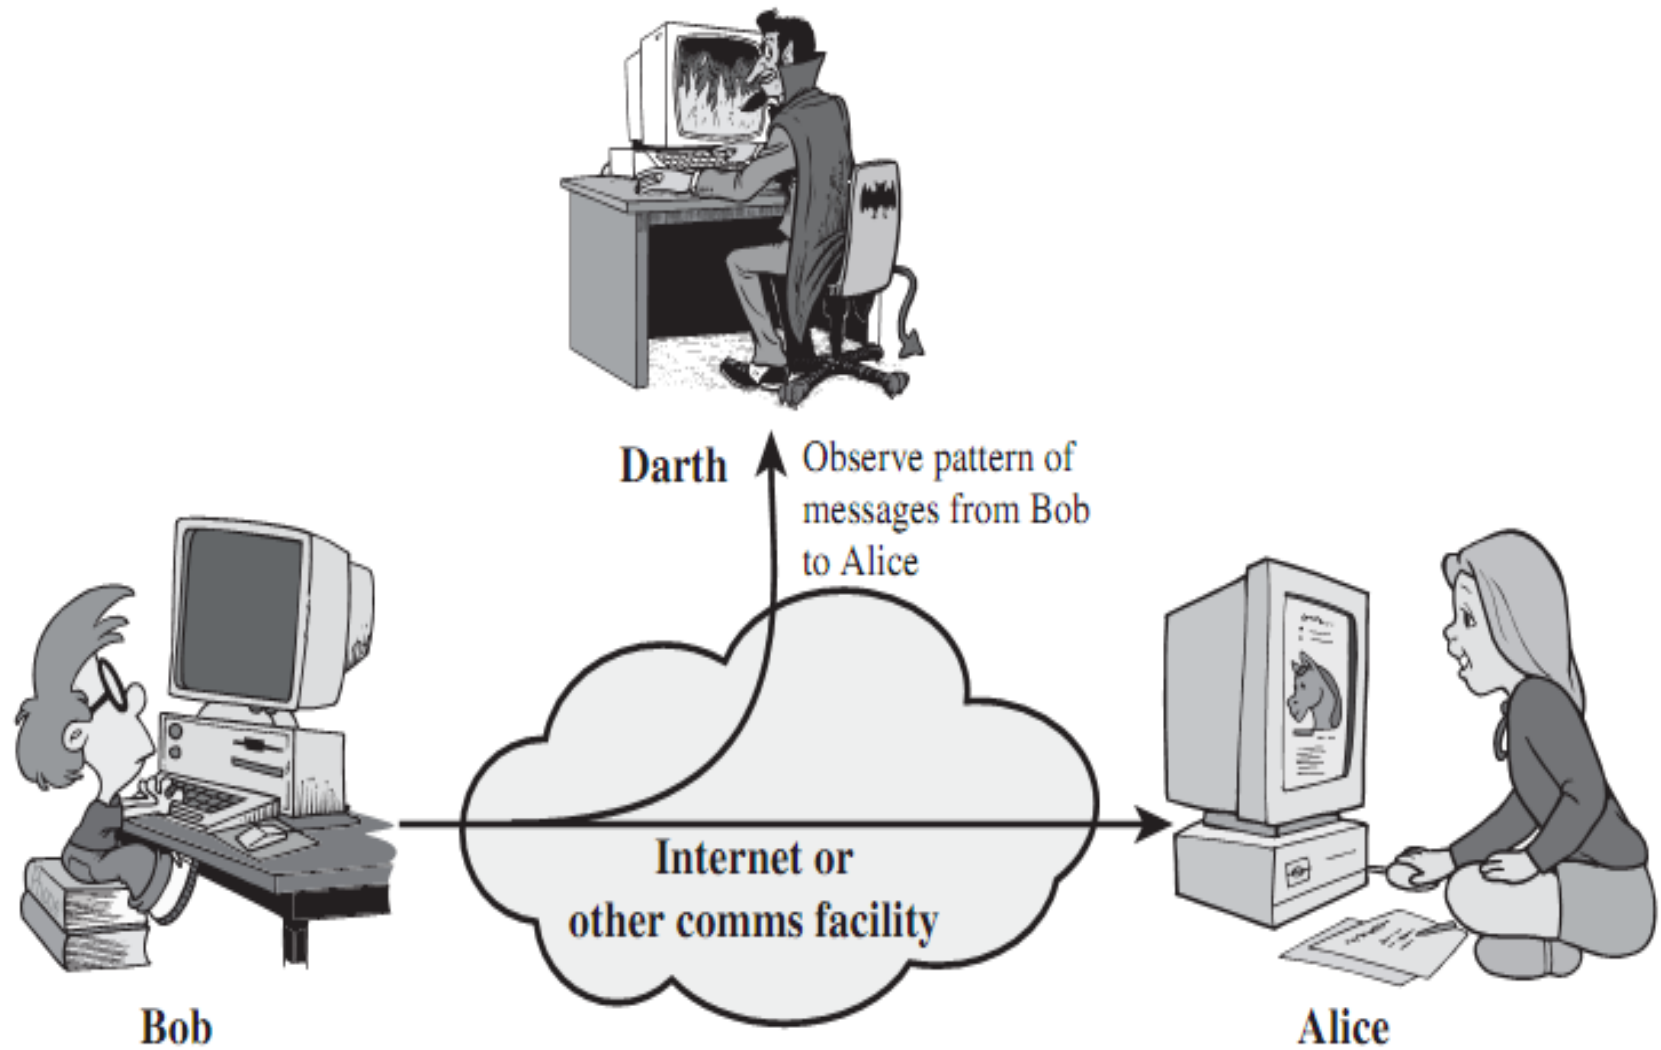 Darth
Observe pattern of
messages from Bob
to Alice
Internet or
other comms facility
Bob
Alice